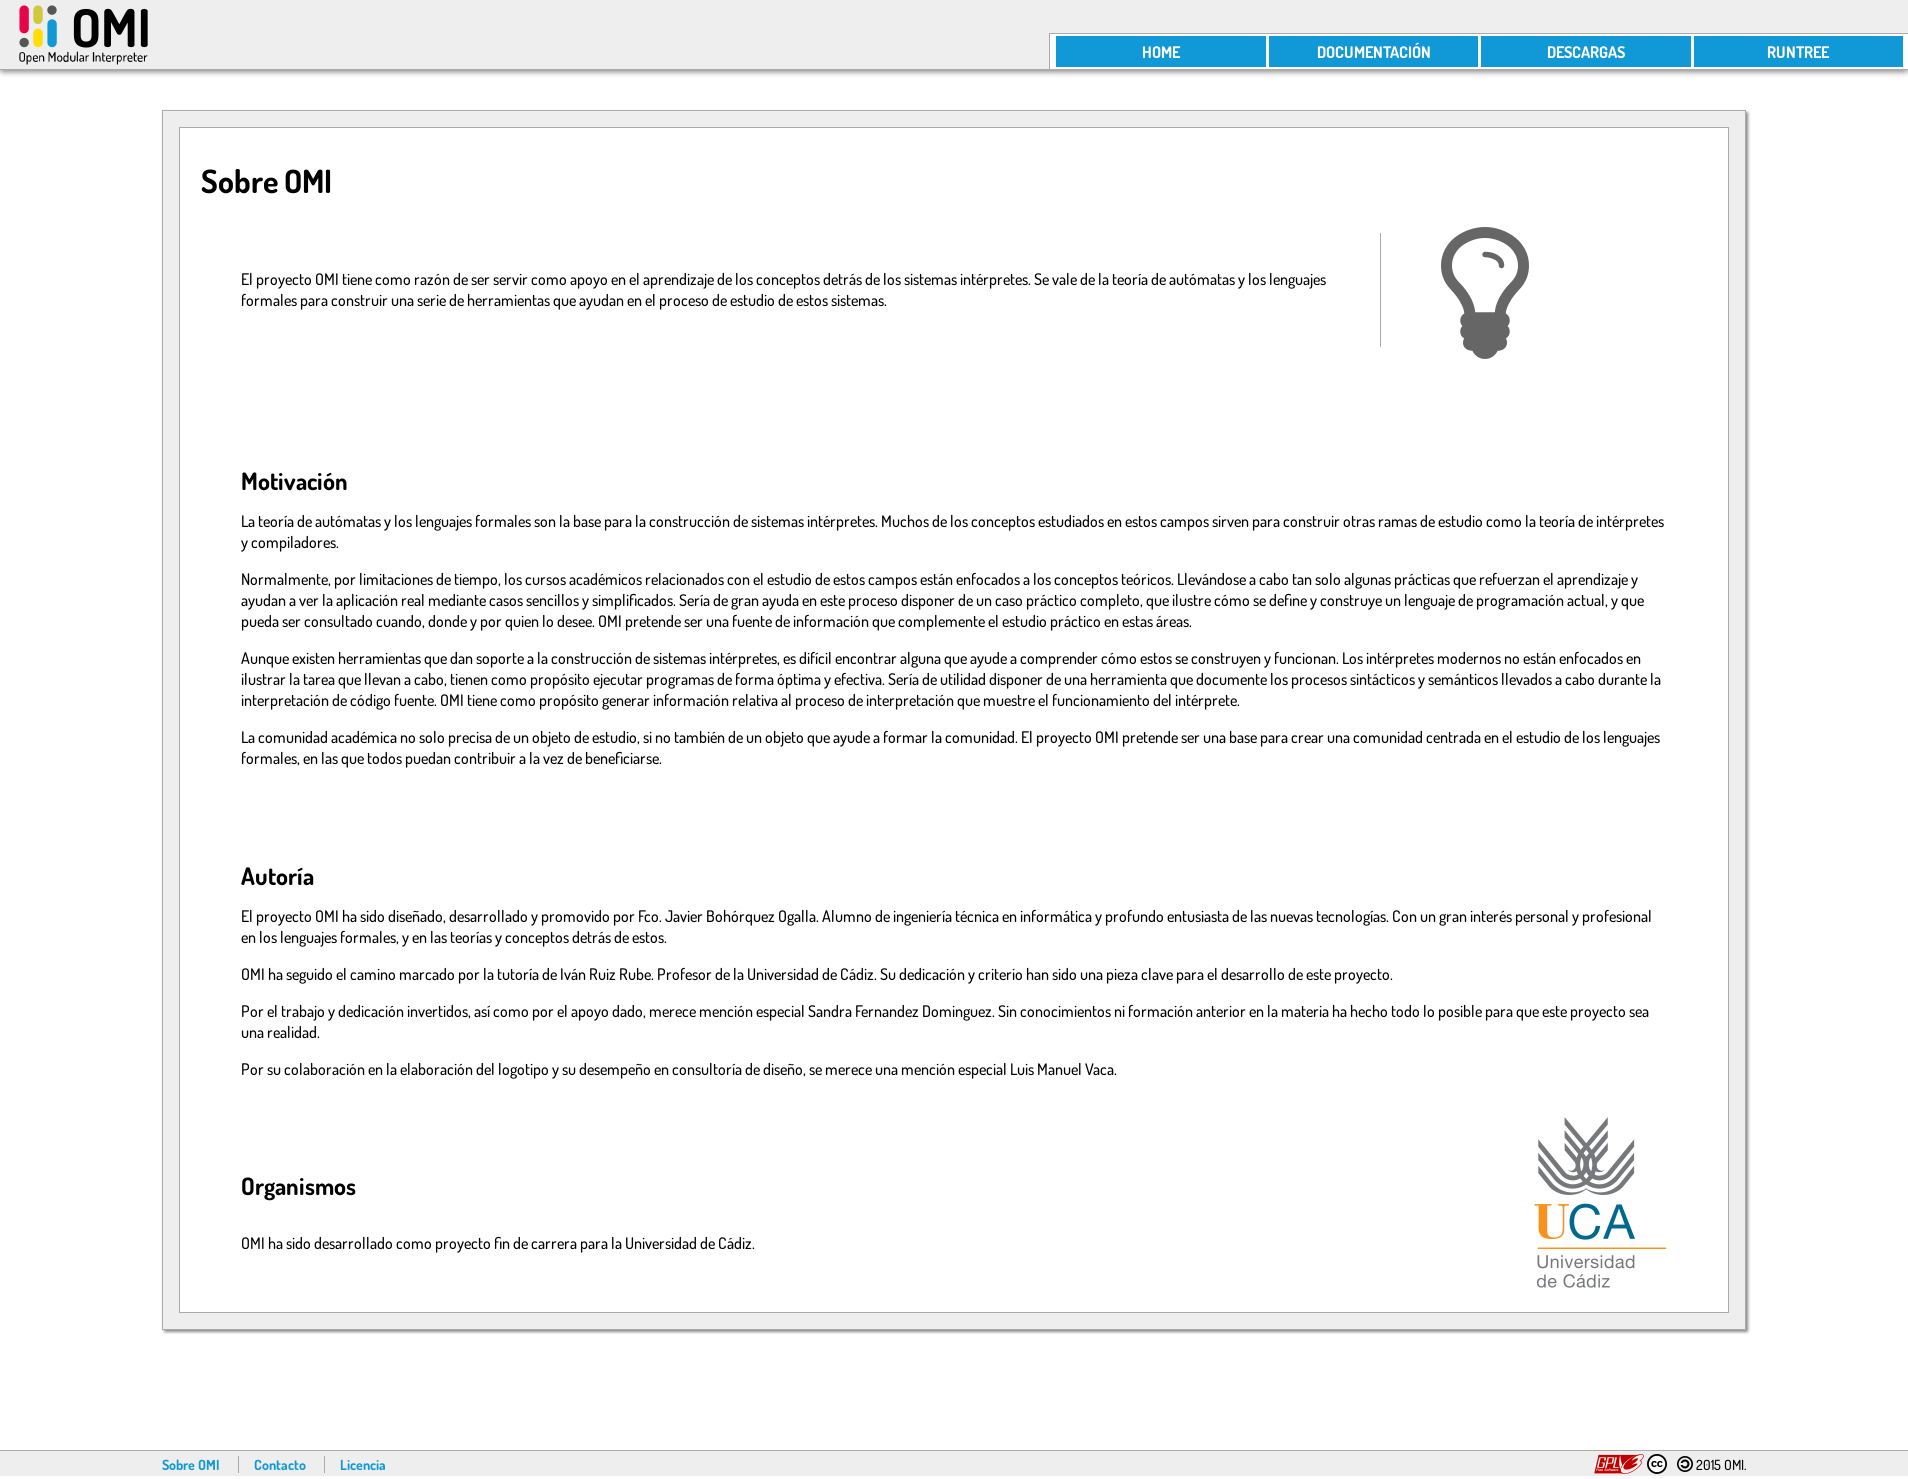 OMI
Open Modular Interpreter
HOME
DOCUMENTACIÓN
DESCARGAS
RUNTREE
Sobre OMI
El proyecto OMI tiene como razón de ser servir como apoyo en el aprendizaje de los conceptos detrás de los sistemas intérpretes. Se vale de la teoría de autómatas y los lenguajes
formales para construir una serie de herramientas que ayudan en el proceso de estudio de estos sistemas.
Motivación
La teoría de autómatas y los lenguajes formales son la base para la construcción de sistemas intérpretes. Muchos de los conceptos estudiados en estos campos sirven para construir otras ramas de estudio como la teoría de intérpretes
y compiladores.
Normalmente, por limitaciones de tiempo, los cursos académicos relacionados con el estudio de estos campos están enfocados a los conceptos teóricos. Llevándose a cabo tan solo algunas prácticas que refuerzan el aprendizaje y
ayudan a ver la aplicación real mediante casos sencillos y simplificados. Sería de gran ayuda en este proceso disponer de un caso práctico completo, que ilustre cómo se define y construye un lenguaje de programación actual, y que
pueda ser consultado cuando, donde y por quien lo desee. OMI pretende ser una fuente de información que complemente el estudio práctico en estas áreas.
Aunque existen herramientas que dan soporte a la construcción de sistemas intérpretes, es difícil encontrar alguna que ayude a comprender cómo estos se construyen y funcionan. Los intérpretes modernos no están enfocados en
ilustrar la tarea que llevan a cabo, tienen como propósito ejecutar programas de forma óptima y efectiva. Sería de utilidad disponer de una herramienta que documente los procesos sintácticos y semánticos llevados a cabo durante la
interpretación de código fuente. OMI tiene como propósito generar información relativa al proceso de interpretación que muestre el funcionamiento del intérprete.
La comunidad académica no solo precisa de un objeto de estudio, si no también de un objeto que ayude a formar la comunidad. El proyecto OMI pretende ser una base para crear una comunidad centrada en el estudio de los lenguajes
formales, en las que todos puedan contribuir a la vez de beneficiarse.
Autoría
El proyecto OMI ha sido diseñado, desarrollado y promovido por Fco. Javier Bohórquez Ogalla. Alumno de ingeniería técnica en informática y profundo entusiasta de las nuevas tecnologías. Con un gran interés personal y profesional
en los lenguajes formales, y en las teorías y conceptos detrás de estos.
OMI ha seguido el camino marcado por la tutoría de Iván Ruiz Rube. Profesor de la Universidad de Cádiz. Su dedicación y criterio han sido una pieza clave para el desarrollo de este proyecto.
Por el trabajo y dedicación invertidos, así como por el apoyo dado, merece mención especial Sandra Fernandez Dominguez. Sin conocimientos ni formación anterior en la materia ha hecho todo lo posible para que este proyecto sea
una realidad.
Por su colaboración en la elaboración del logotipo y su desempeño en consultoría de diseño, se merece una mención especial Luis Manuel Vaca.
Organismos
OMI ha sido desarrollado como proyecto fin de carrera para la Universidad de Cádiz.
UCA
Universidad
de Cádiz
Sobre OMI
Contacto
Licencia
GPLv3
cc
2015 OMI.